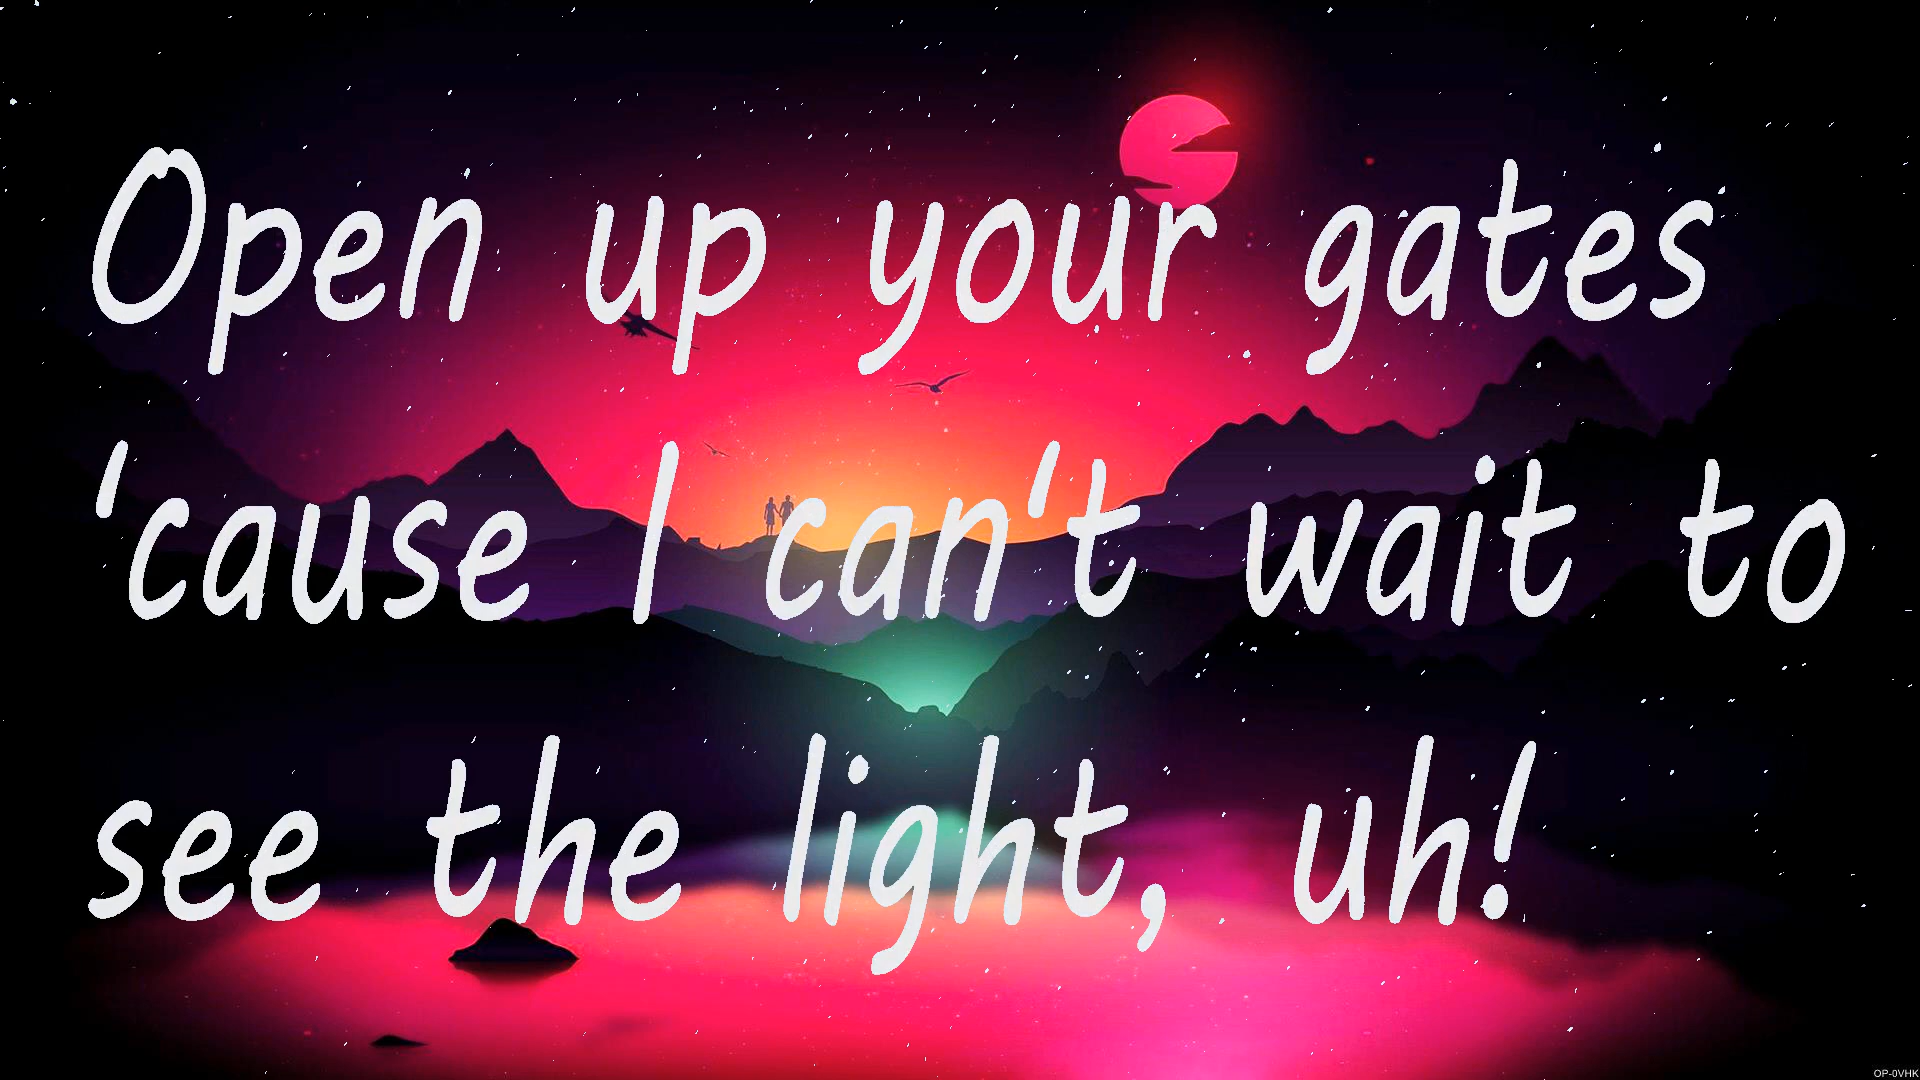 Open up your gates
'cause I can't wait to
see the light, uh!
OP-0VHK